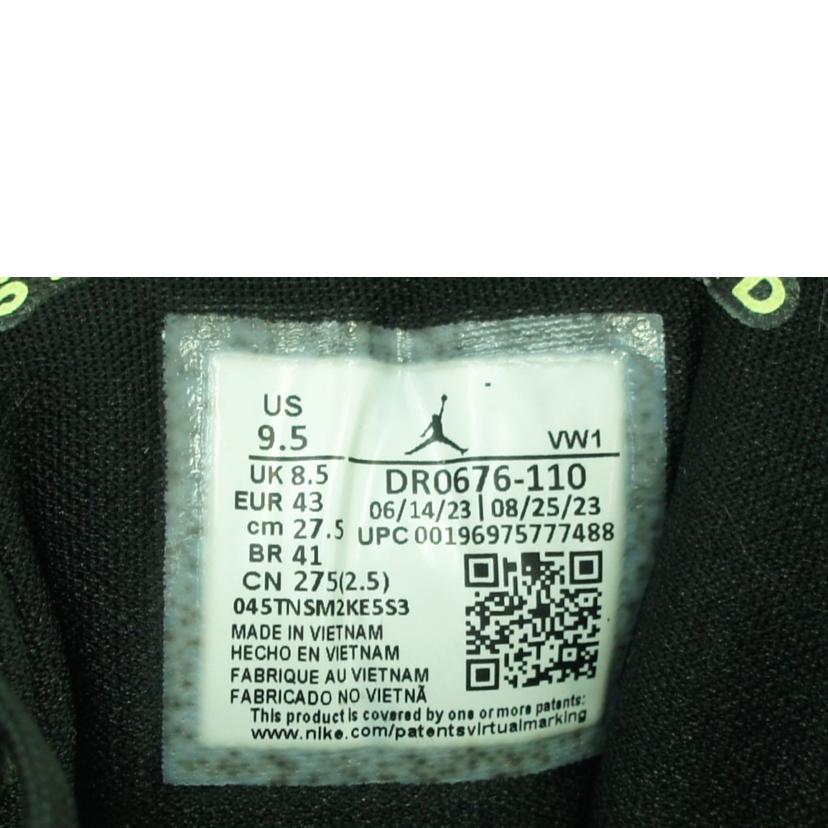 S
D
US
9.5
VW1
UK 8.5
EUR 43
cm 27.5
BR 41
CN 275(2.5)
DR0676-110
06/14/23 | 08/25/23
UPC 00196975777488
045TNSM2KE5S3
MADE IN VIETNAM
HECHO EN VIETNAM
FABRIQUE AU VIETNAM
FABRICADO NO VIETNÃ
This product is covered by one or more patents:
www.nike.com/patentsvirtualmarking